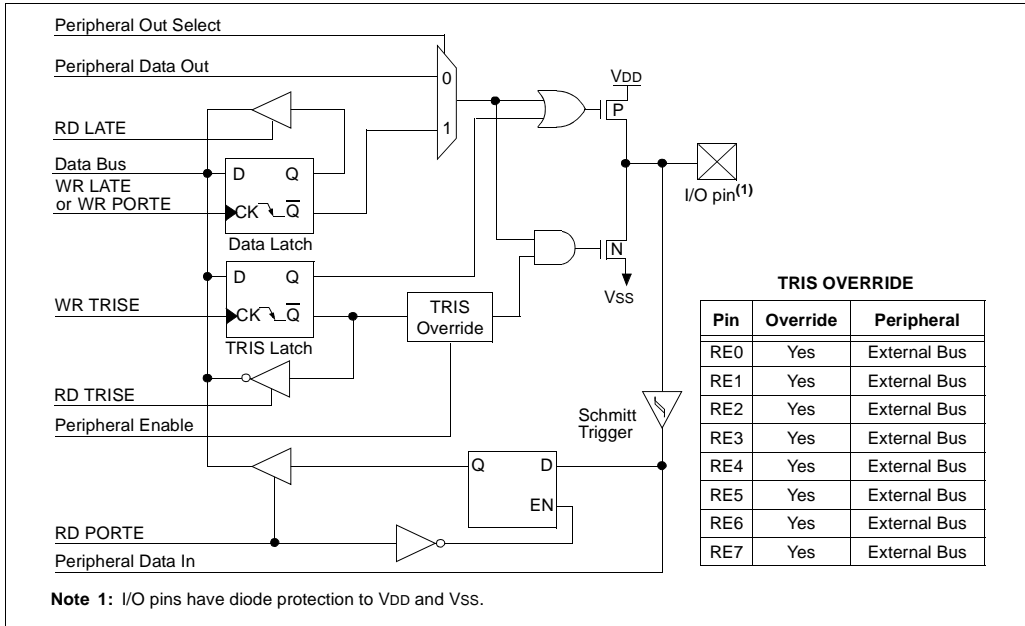 Peripheral Out Select
Peripheral Data Out
0
1
VDD
P
RD LATE
Data Bus
WR LATE
or WR PORTE
D Q
CK Q̅
Data Latch
I/O pin(1)
N
VSS
D Q
WR TRISE
CK Q̅
TRIS Latch
TRIS
Override
RD TRISE
Peripheral Enable
Schmitt
Trigger
Q D
EN
RD PORTE
Peripheral Data In
TRIS OVERRIDE
Pin Override Peripheral
RE0 Yes External Bus
RE1 Yes External Bus
RE2 Yes External Bus
RE3 Yes External Bus
RE4 Yes External Bus
RE5 Yes External Bus
RE6 Yes External Bus
RE7 Yes External Bus
Note 1: I/O pins have diode protection to VDD and VSS.